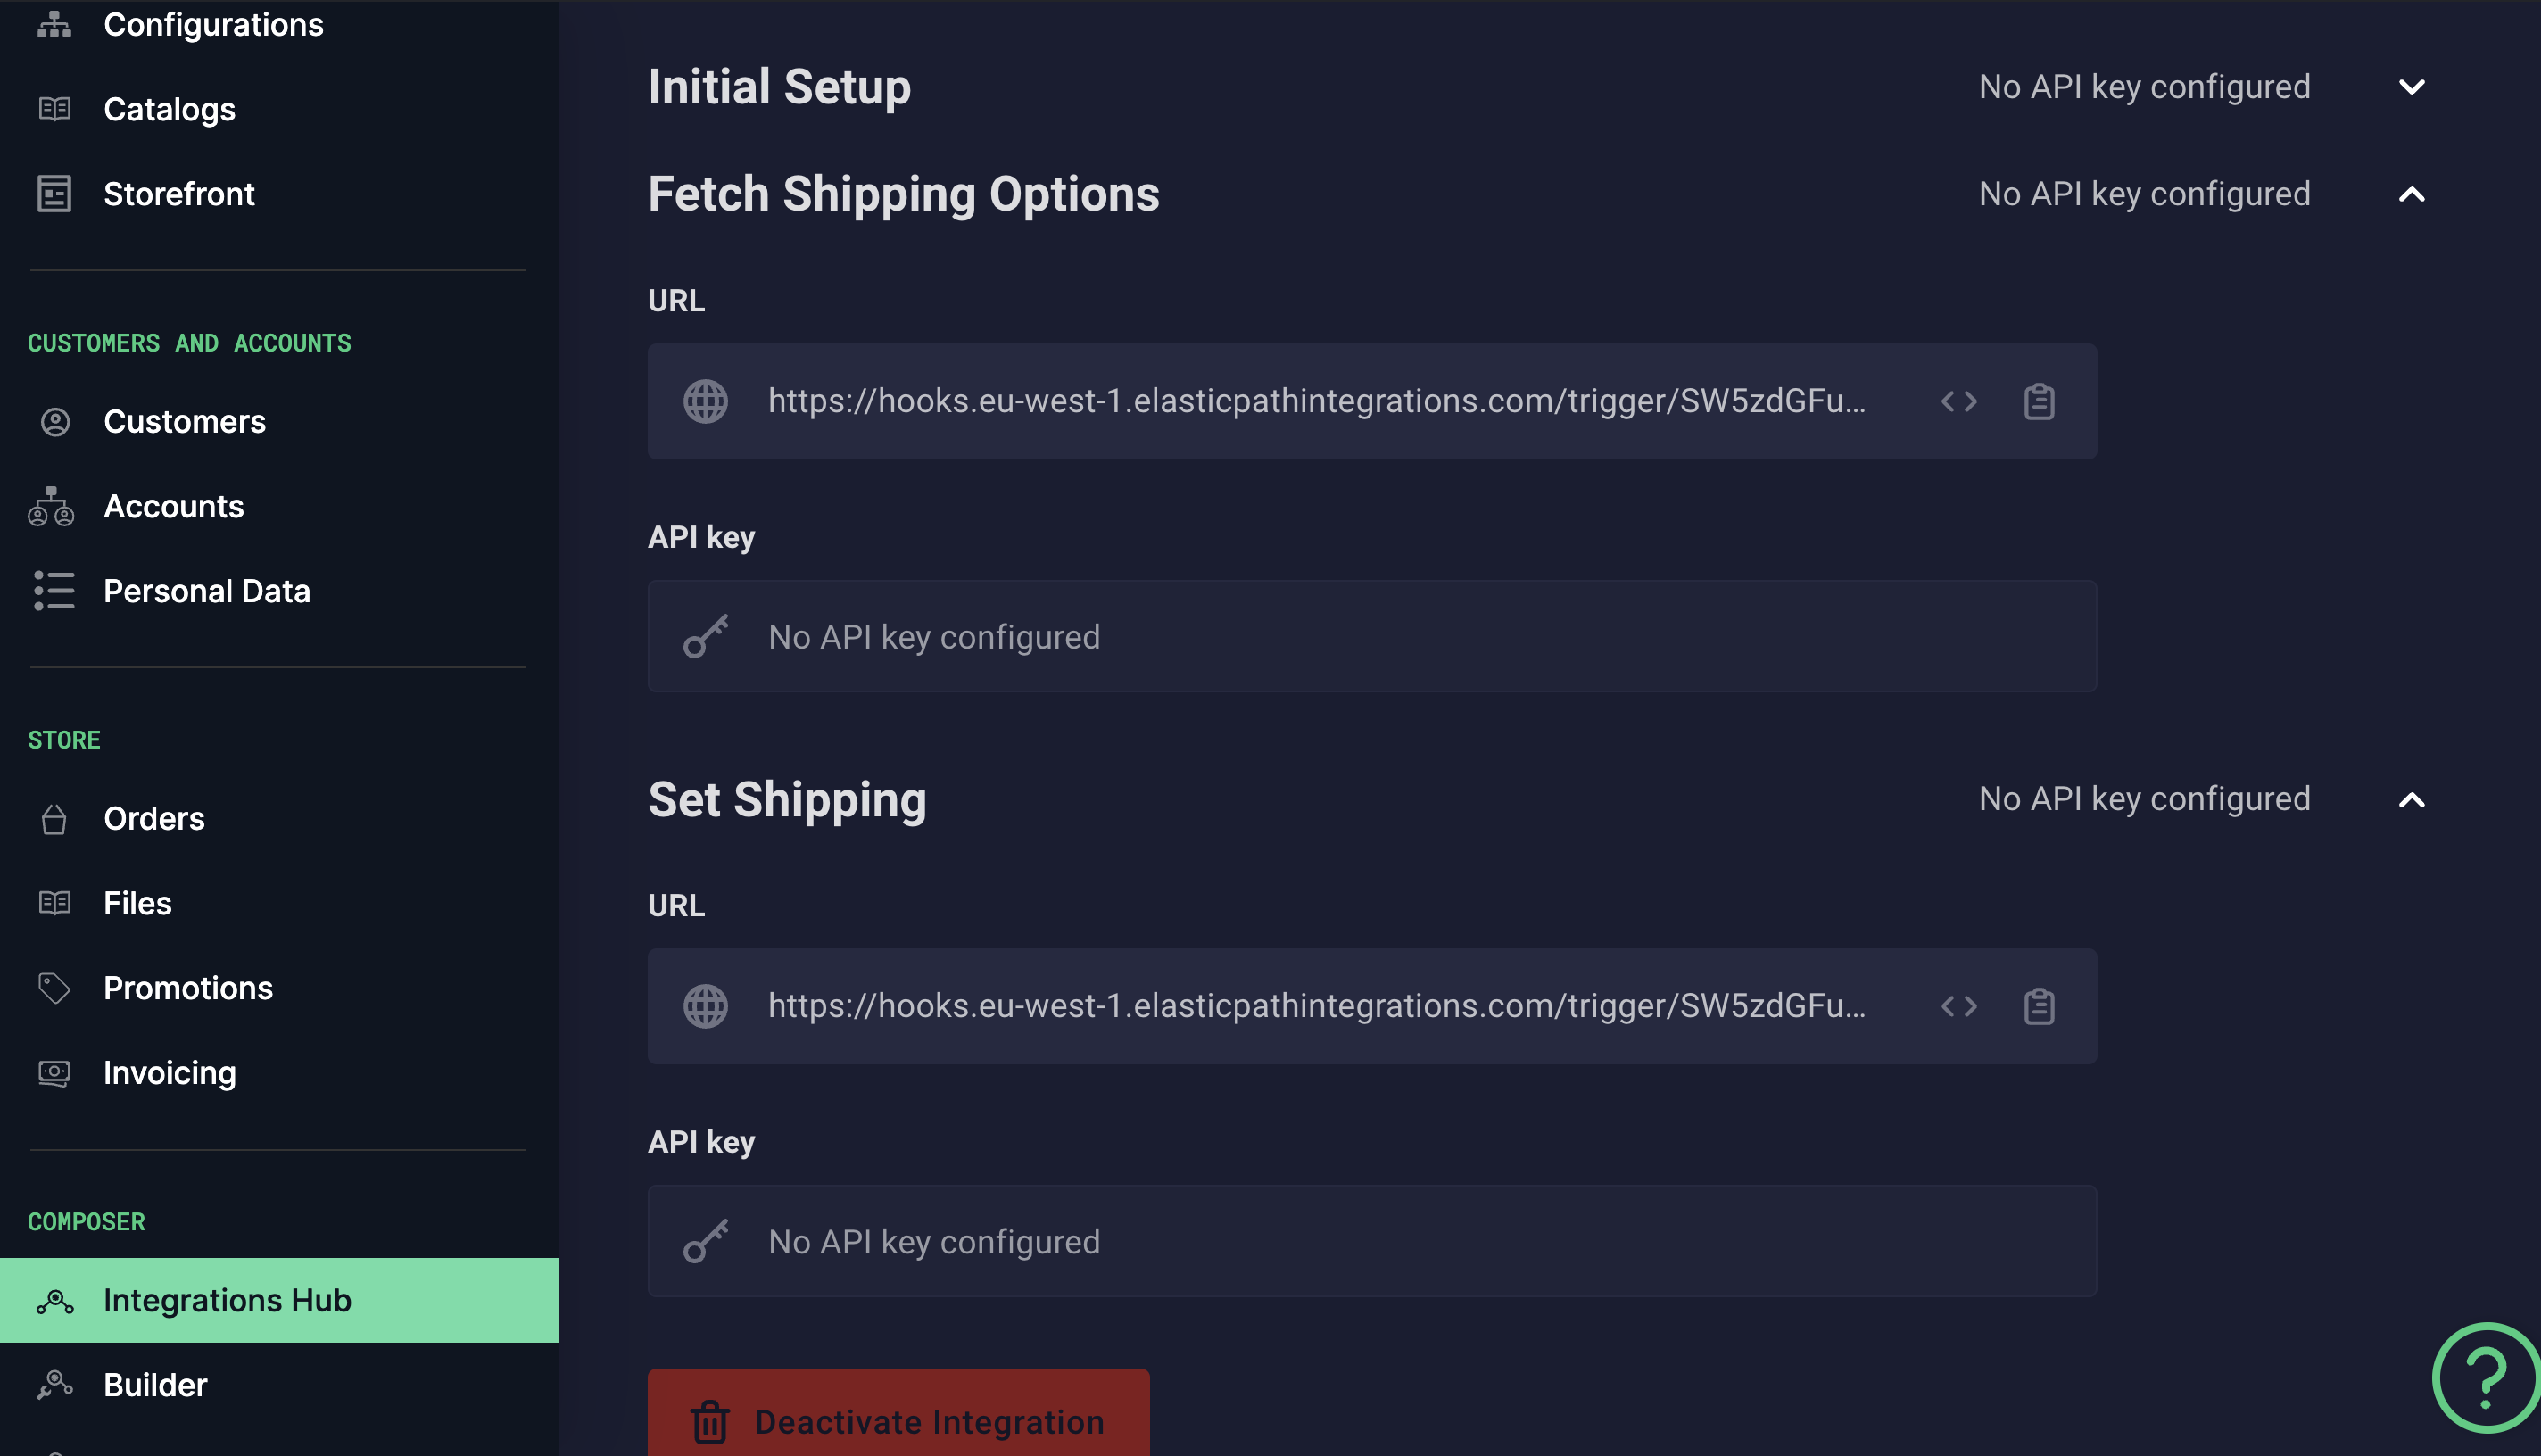 Configurations
Catalogs
Storefront
CUSTOMERS AND ACCOUNTS
Customers
Accounts
Personal Data
STORE
Orders
Files
Promotions
Invoicing
COMPOSER
Integrations Hub
Builder
Initial Setup
No API key configured
Fetch Shipping Options
No API key configured
URL
https://hooks.eu-west-1.elasticpathintegrations.com/trigger/SW5zdGFu...
API key
No API key configured
Set Shipping
No API key configured
URL
https://hooks.eu-west-1.elasticpathintegrations.com/trigger/SW5zdGFu...
API key
No API key configured
Deactivate Integration